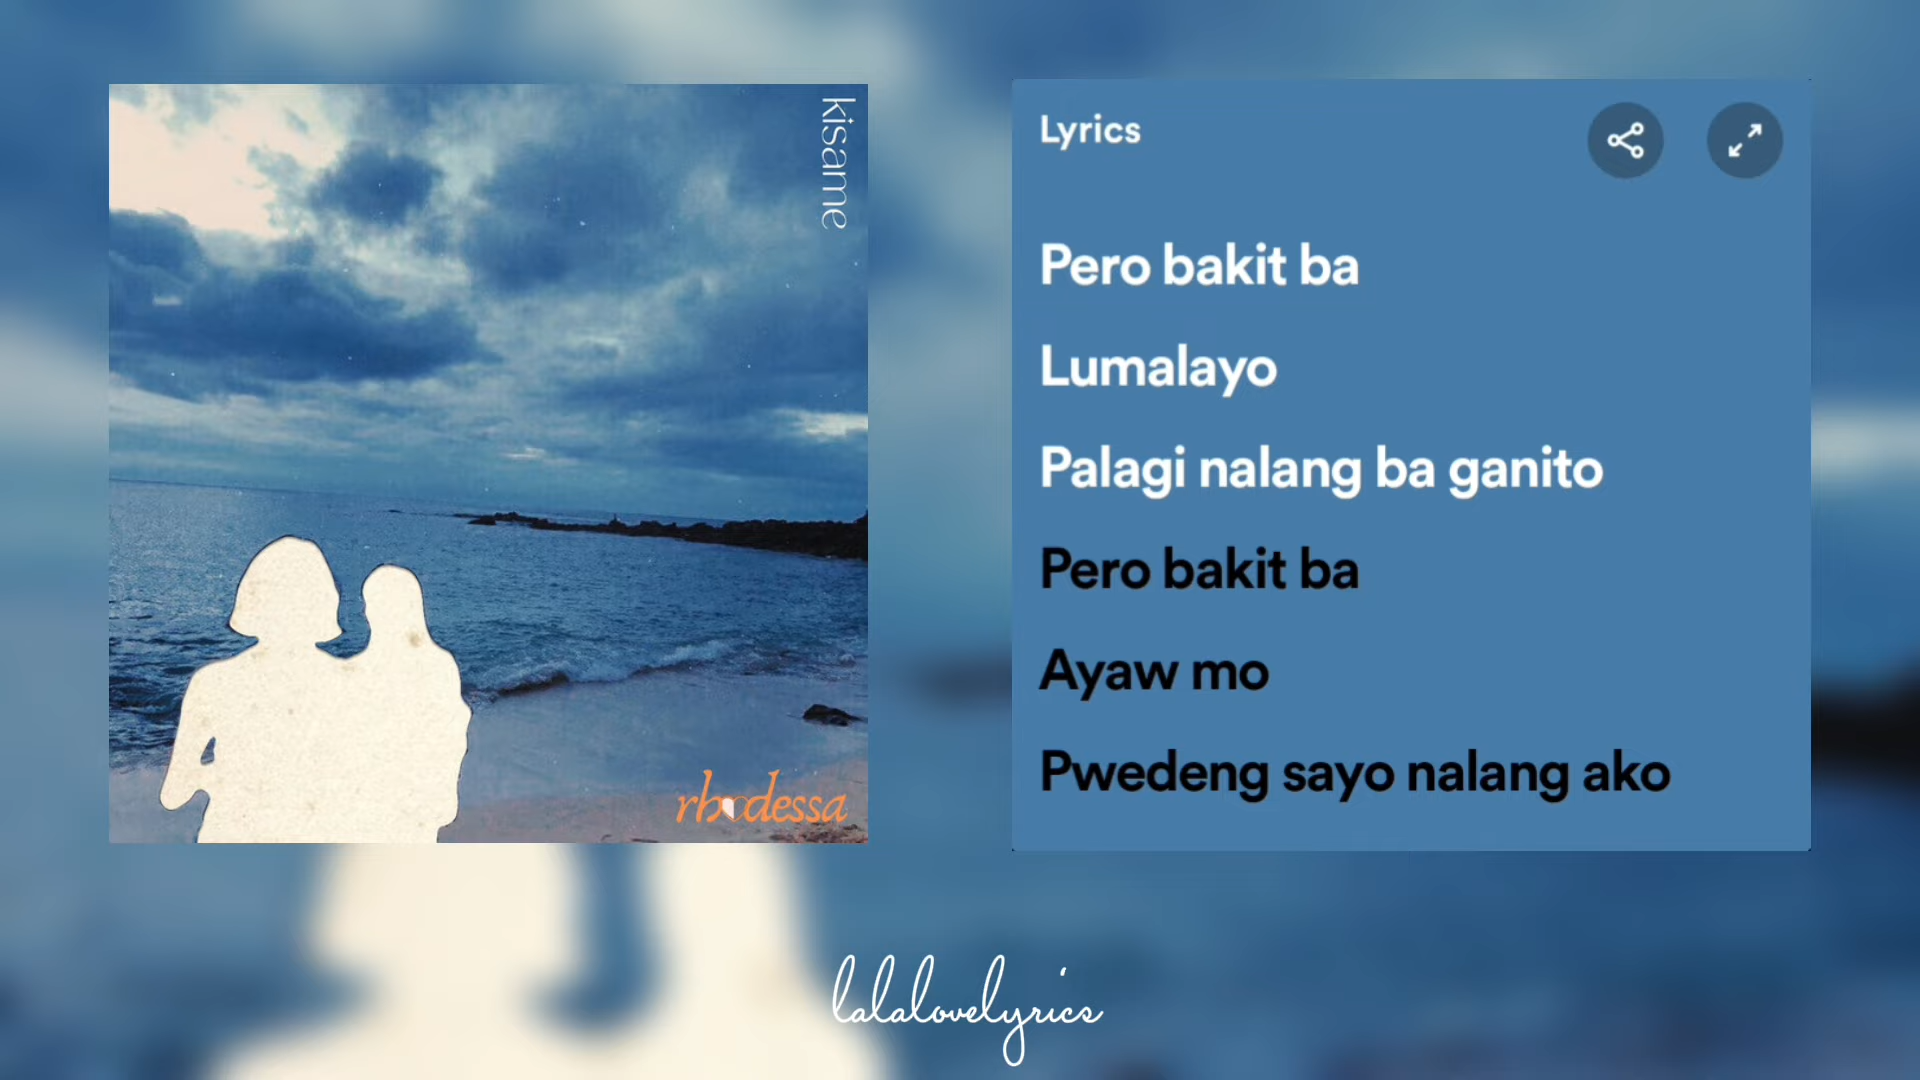 kisame
rhodessa
Lyrics
Pero bakit ba
Lumalayo
Palagi nalang ba ganito
Pero bakit ba
Ayaw mo
Pwedeng sayo nalang ako
lalalovelyrics